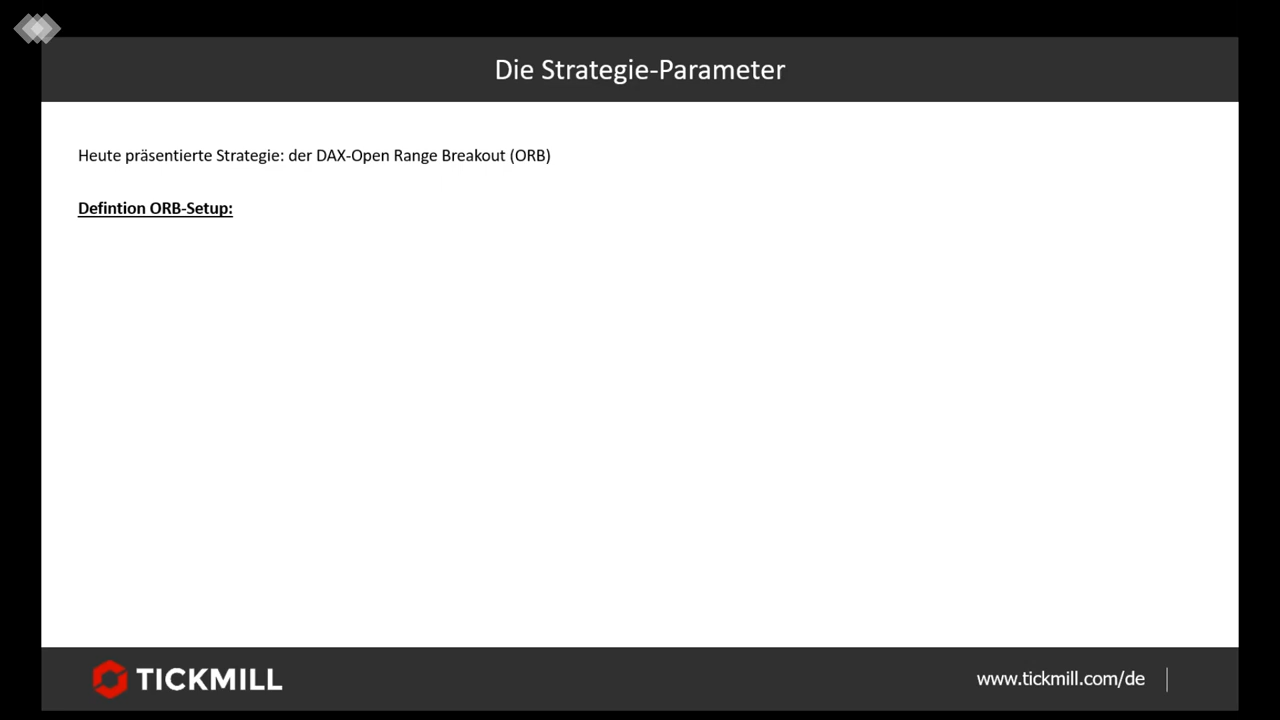 Die Strategie-Parameter
Heute präsentierte Strategie: der DAX-Open Range Breakout (ORB)
Defintion ORB-Setup:
TICKMILL
www.tickmill.com/de